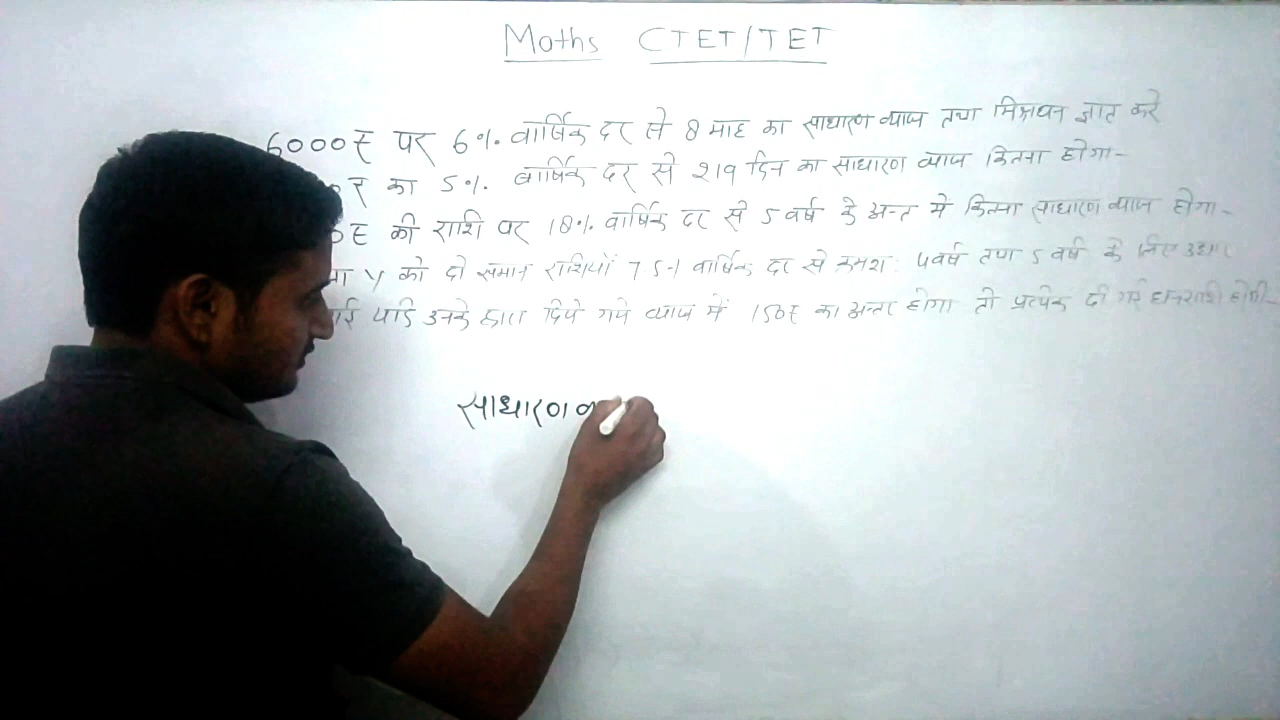 Maths CTET/TET
6000₹ पर 6%. वार्षिक दर से 8 माह का साधारण व्याज तथा मिश्रधन ज्ञात करे
₹ का 5%. वार्षिक दर से 219 दिन का साधारण व्याज कितना होगा-
₹ की राशि पर 18%. वार्षिक दर से 5 वर्ष के अन्त मे कितना साधारण व्याज होगा-
Y को दो समान राशियाँ 7 5% वार्षिक दर से क्रमश: 4 वर्ष तथा 5 वर्ष के लिए उधार
यदि उनके द्वारा दिये गये व्याज में 150₹ का अन्तर होगा तो प्रत्येक दी गई धनराशी होगी-
साधारण